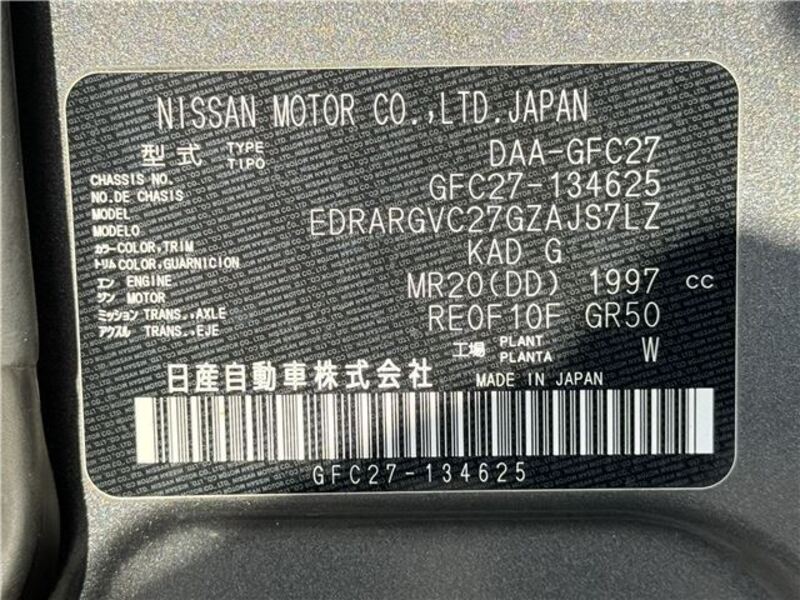 NISSAN MOTOR CO.,LTD.JAPAN
型式 TYPE TIPO DAA-GFC27
CHASSIS NO. NO.DE CHASIS GFC27-134625
MODEL MODELO EDRARGVC27GZAJS7LZ
カラー COLOR,TRIM トリム COLOR,GUARNICION KAD G
エンジン ENGINE MOTOR MR20(DD) 1997 cc
ミッション TRANS.,AXLE アクスル TRANS.,EJE RE0F10F GR50
工場 PLANT PLANTA W
日産自動車株式会社 MADE IN JAPAN
GFC27-134625